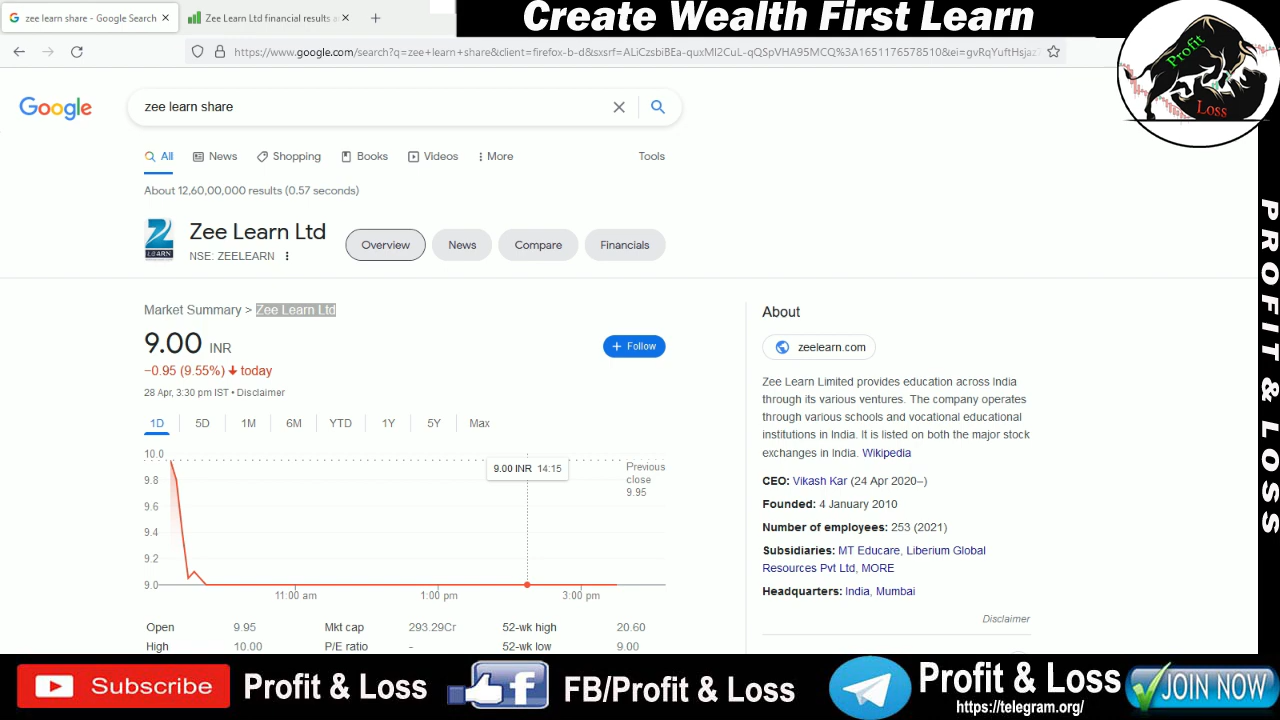 zee learn share - Google Search
Zee Learn Ltd financial results a
Create Wealth First Learn
https://www.google.com/search?q=zee+learn+share&client=firefox-b-d&sxsrf=ALiCzsbiBEa-quxMI2CuL-qQSpVHA95MCQ%3A1651176578510&ei=gvRqYuftHsjaz
Profit
Loss
Google
zee learn share
All
News
Shopping
Books
Videos
More
Tools
About 12,60,00,000 results (0.57 seconds)
LEARN
Zee Learn Ltd
NSE: ZEELEARN
Overview
News
Compare
Financials
Market Summary > Zee Learn Ltd
9.00 INR
+ Follow
−0.95 (9.55%) today
28 Apr, 3:30 pm IST • Disclaimer
1D
5D
1M
6M
YTD
1Y
5Y
Max
10.0
9.8
9.6
9.4
9.2
9.0
9.00 INR 14:15
Previous
close
9.95
11:00 am
1:00 pm
3:00 pm
Open 9.95 Mkt cap 293.29Cr 52-wk high 20.60
High 10.00 P/E ratio - 52-wk low 9.00
About
zeelearn.com
Zee Learn Limited provides education across India
through its various ventures. The company operates
through various schools and vocational educational
institutions in India. It is listed on both the major stock
exchanges in India. Wikipedia
CEO: Vikash Kar (24 Apr 2020–)
Founded: 4 January 2010
Number of employees: 253 (2021)
Subsidiaries: MT Educare, Liberium Global
Resources Pvt Ltd, MORE
Headquarters: India, Mumbai
Disclaimer
PROFIT & LOSS
Subscribe
Profit & Loss
FB/Profit & Loss
Profit & Loss
https://telegram.org/
JOIN NOW